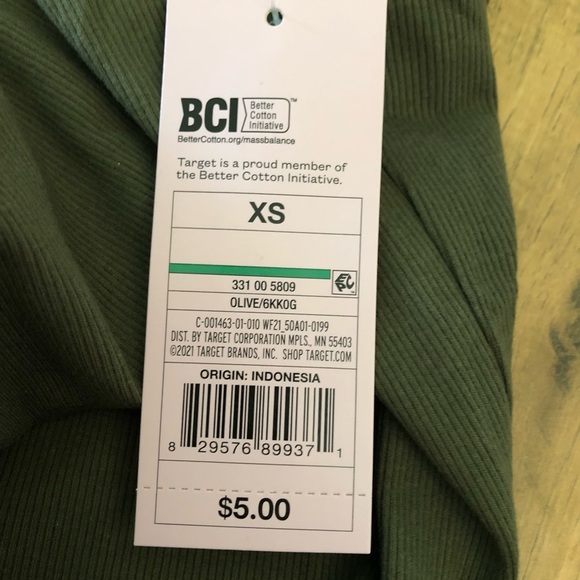 BCI Better Cotton Initiative™
BetterCotton.org/massbalance
Target is a proud member of
the Better Cotton Initiative.
XS
331 00 5809
OLIVE/6KK0G
C-001463-01-010 WF21_50A01-0199
DIST. BY TARGET CORPORATION MPLS., MN 55403
©2021 TARGET BRANDS, INC. SHOP TARGET.COM
ORIGIN: INDONESIA
8 29576 89937 1
$5.00